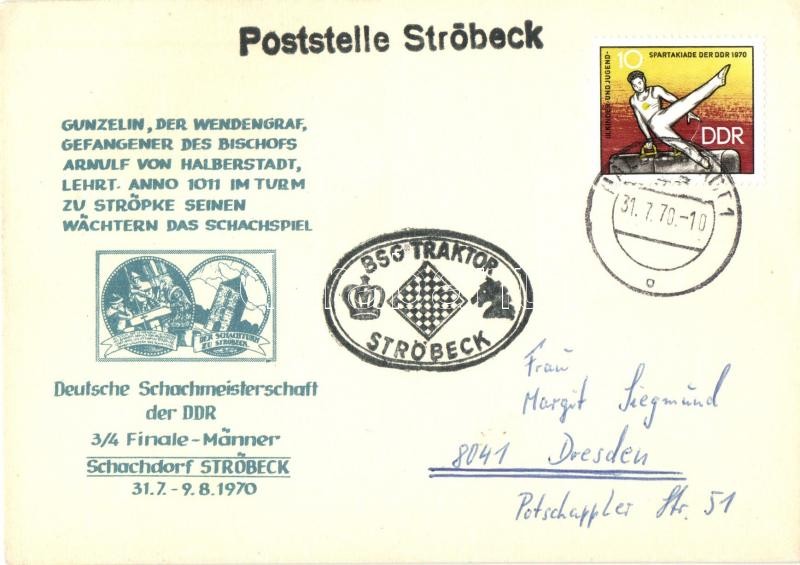 Poststelle Ströbeck
II. KINDER-UND JUGEND-
SPARTAKIADE DER DDR 1970
10
DDR
31.7.70.-10
a
GUNZELIN, DER WENDENGRAF,
GEFANGENER DES BISCHOFS
ARNULF VON HALBERSTADT,
LEHRT. ANNO 1011 IM TURM
ZU STRÖPKE SEINEN
WÄCHTERN DAS SCHACHSPIEL
DER SCHACHTURM
ZU STRÖBECK
BSG TRAKTOR
STRÖBECK
Deutsche Schachmeisterschaft
der DDR
3/4 Finale-Männer
Schachdorf STRÖBECK
31.7.-9.8.1970
Frau
Margit Siegmund
8041 Dresden
Potschappler Str. 51